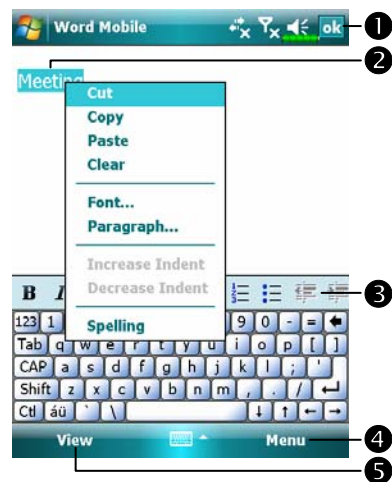 Word Mobile ok 1
2
Meeting
Cut
Copy
Paste
Clear
Font...
Paragraph...
Increase Indent
Decrease Indent
Spelling
B I 3
123 1 9 0 - =
Tab q w e r t y u i o p [ ]
CAP a s d f g h j k l ; '
Shift z x c v b n m , . /
Ctl áü ` \
View Menu 4
5